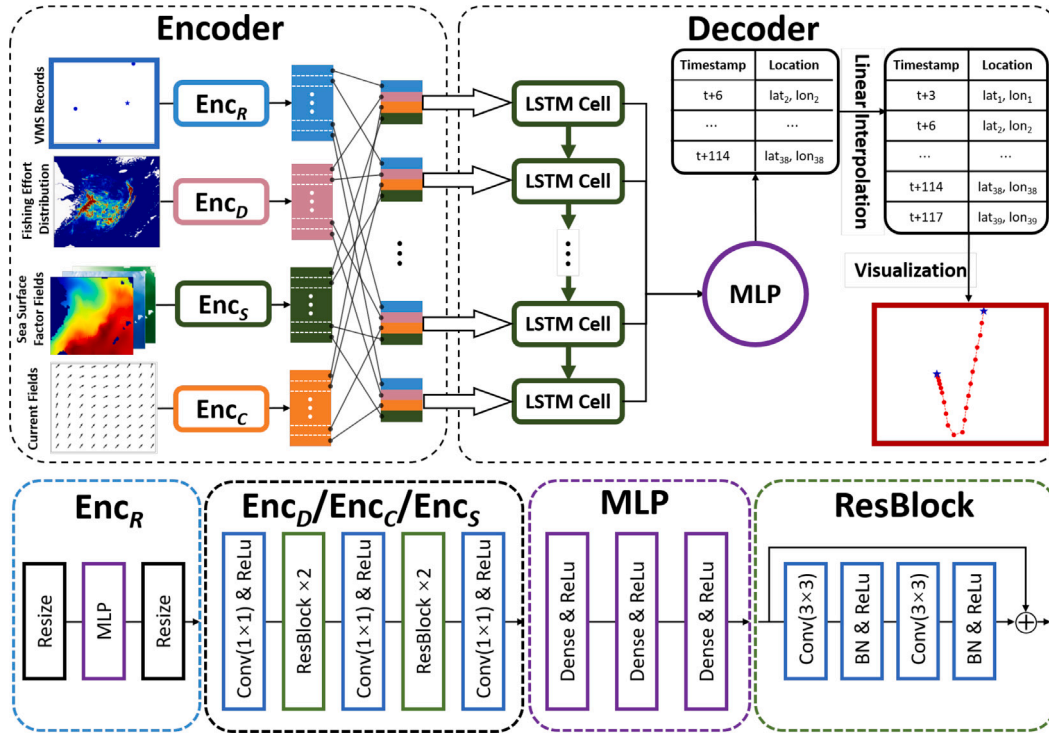 Encoder
VMS Records
Enc_R
Fishing Effort
Distribution
Enc_D
Sea Surface
Factor Fields
Enc_S
Current Fields
Enc_C
Decoder
LSTM Cell
LSTM Cell
LSTM Cell
LSTM Cell
MLP
Timestamp Location
t+6 lat₂, lon₂
... ...
t+114 lat₃₈, lon₃₈
Linear Interpolation
Timestamp Location
t+3 lat₁, lon₁
t+6 lat₂, lon₂
... ...
t+114 lat₃₈, lon₃₈
t+117 lat₃₉, lon₃₉
Visualization
Enc_R
Resize
MLP
Resize
Enc_D/Enc_C/Enc_S
Conv(1×1) & ReLu
ResBlock ×2
Conv(1×1) & ReLu
ResBlock ×2
Conv(1×1) & ReLu
MLP
Dense & ReLu
Dense & ReLu
Dense & ReLu
ResBlock
Conv(3×3)
BN & ReLu
Conv(3×3)
BN & ReLu